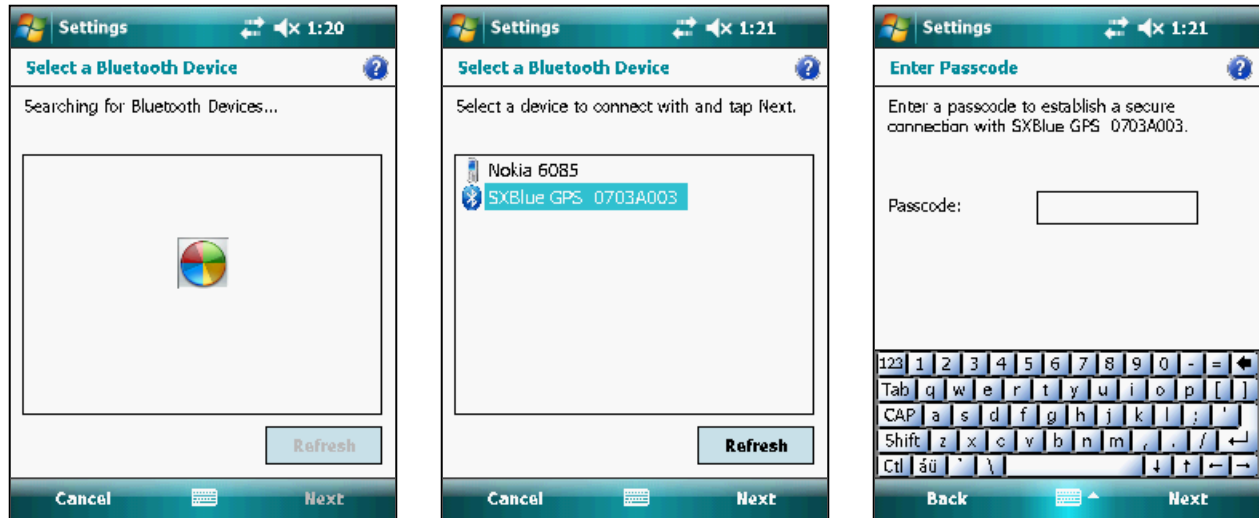 Settings 1:20
Select a Bluetooth Device ?
Searching for Bluetooth Devices...
Refresh
Cancel Next
Settings 1:21
Select a Bluetooth Device ?
Select a device to connect with and tap Next.
Nokia 6085
SXBlue GPS 0703A003
Refresh
Cancel Next
Settings 1:21
Enter Passcode ?
Enter a passcode to establish a secure
connection with SXBlue GPS 0703A003.
Passcode:
123 1 2 3 4 5 6 7 8 9 0 - =
Tab q w e r t y u i o p [ ]
CAP a s d f g h j k l ; '
Shift z x c v b n m , . /
Ctl áü ` \
Back Next